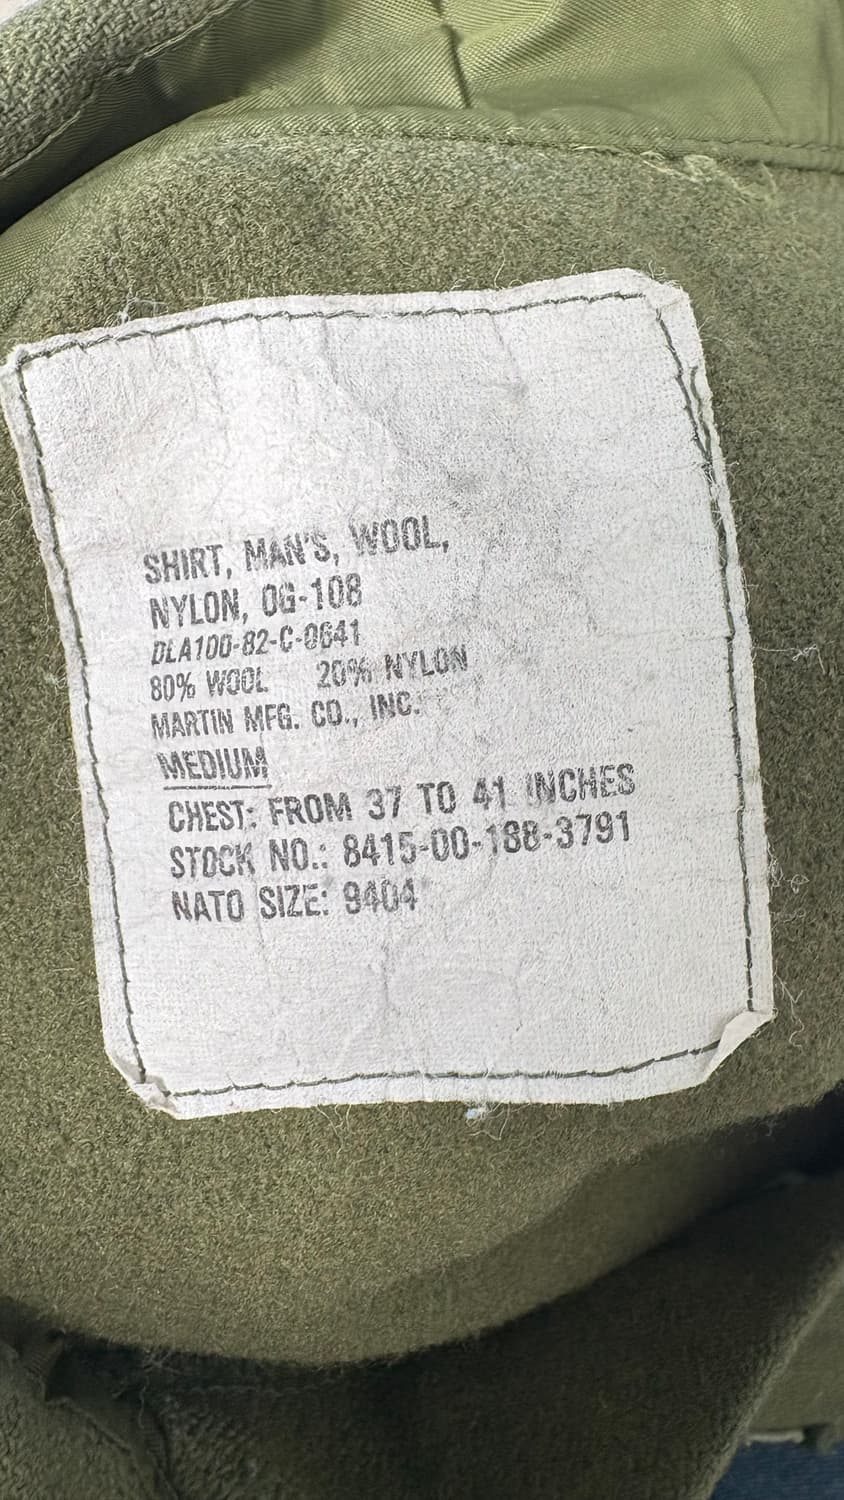 SHIRT, MAN'S, WOOL,
NYLON, OG-108
DLA100-82-C-0641
80% WOOL 20% NYLON
MARTIN MFG. CO., INC.
MEDIUM
CHEST: FROM 37 TO 41 INCHES
STOCK NO.: 8415-00-188-3791
NATO SIZE: 9404